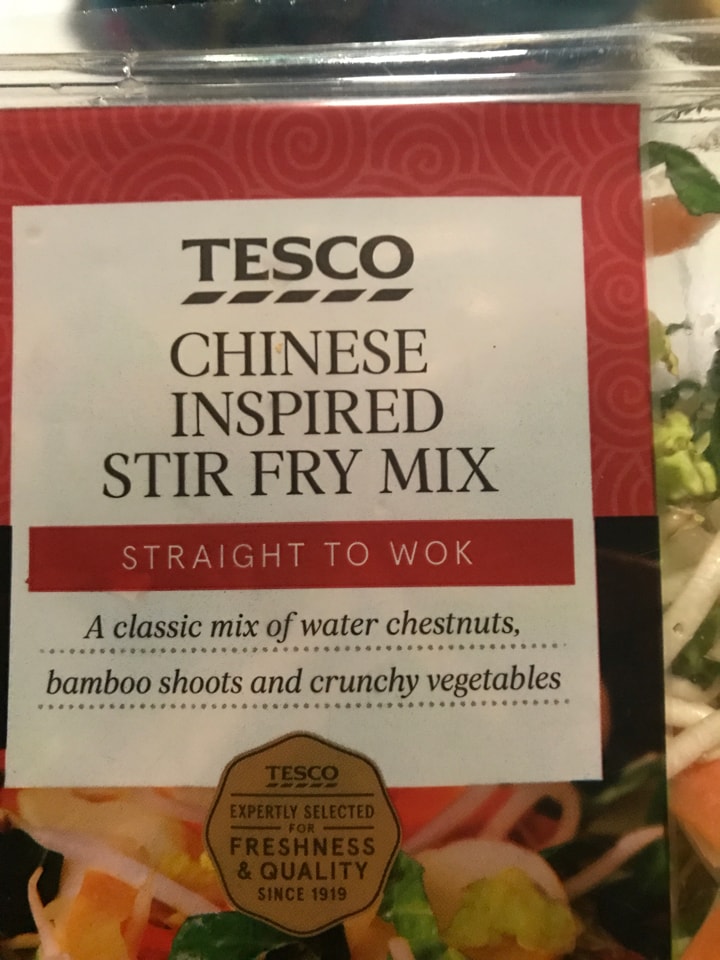 TESCO
CHINESE
INSPIRED
STIR FRY MIX
STRAIGHT TO WOK
A classic mix of water chestnuts,
bamboo shoots and crunchy vegetables
TESCO
EXPERTLY SELECTED
FOR
FRESHNESS
& QUALITY
SINCE 1919